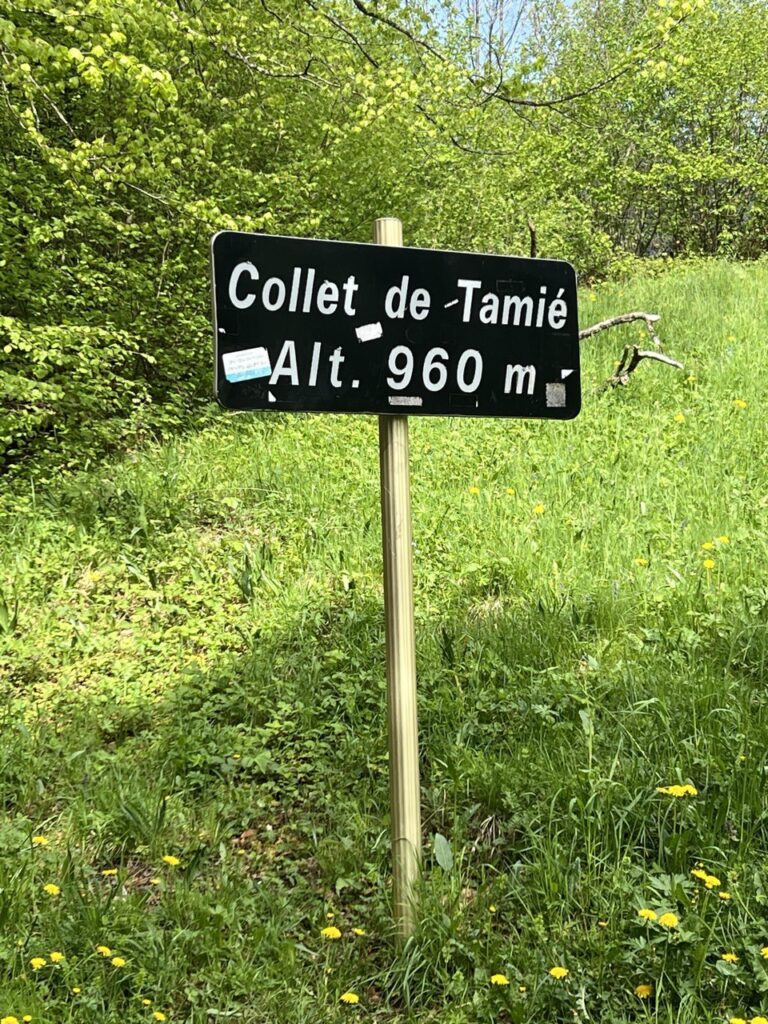 Collet de Tamié
Alt. 960 m